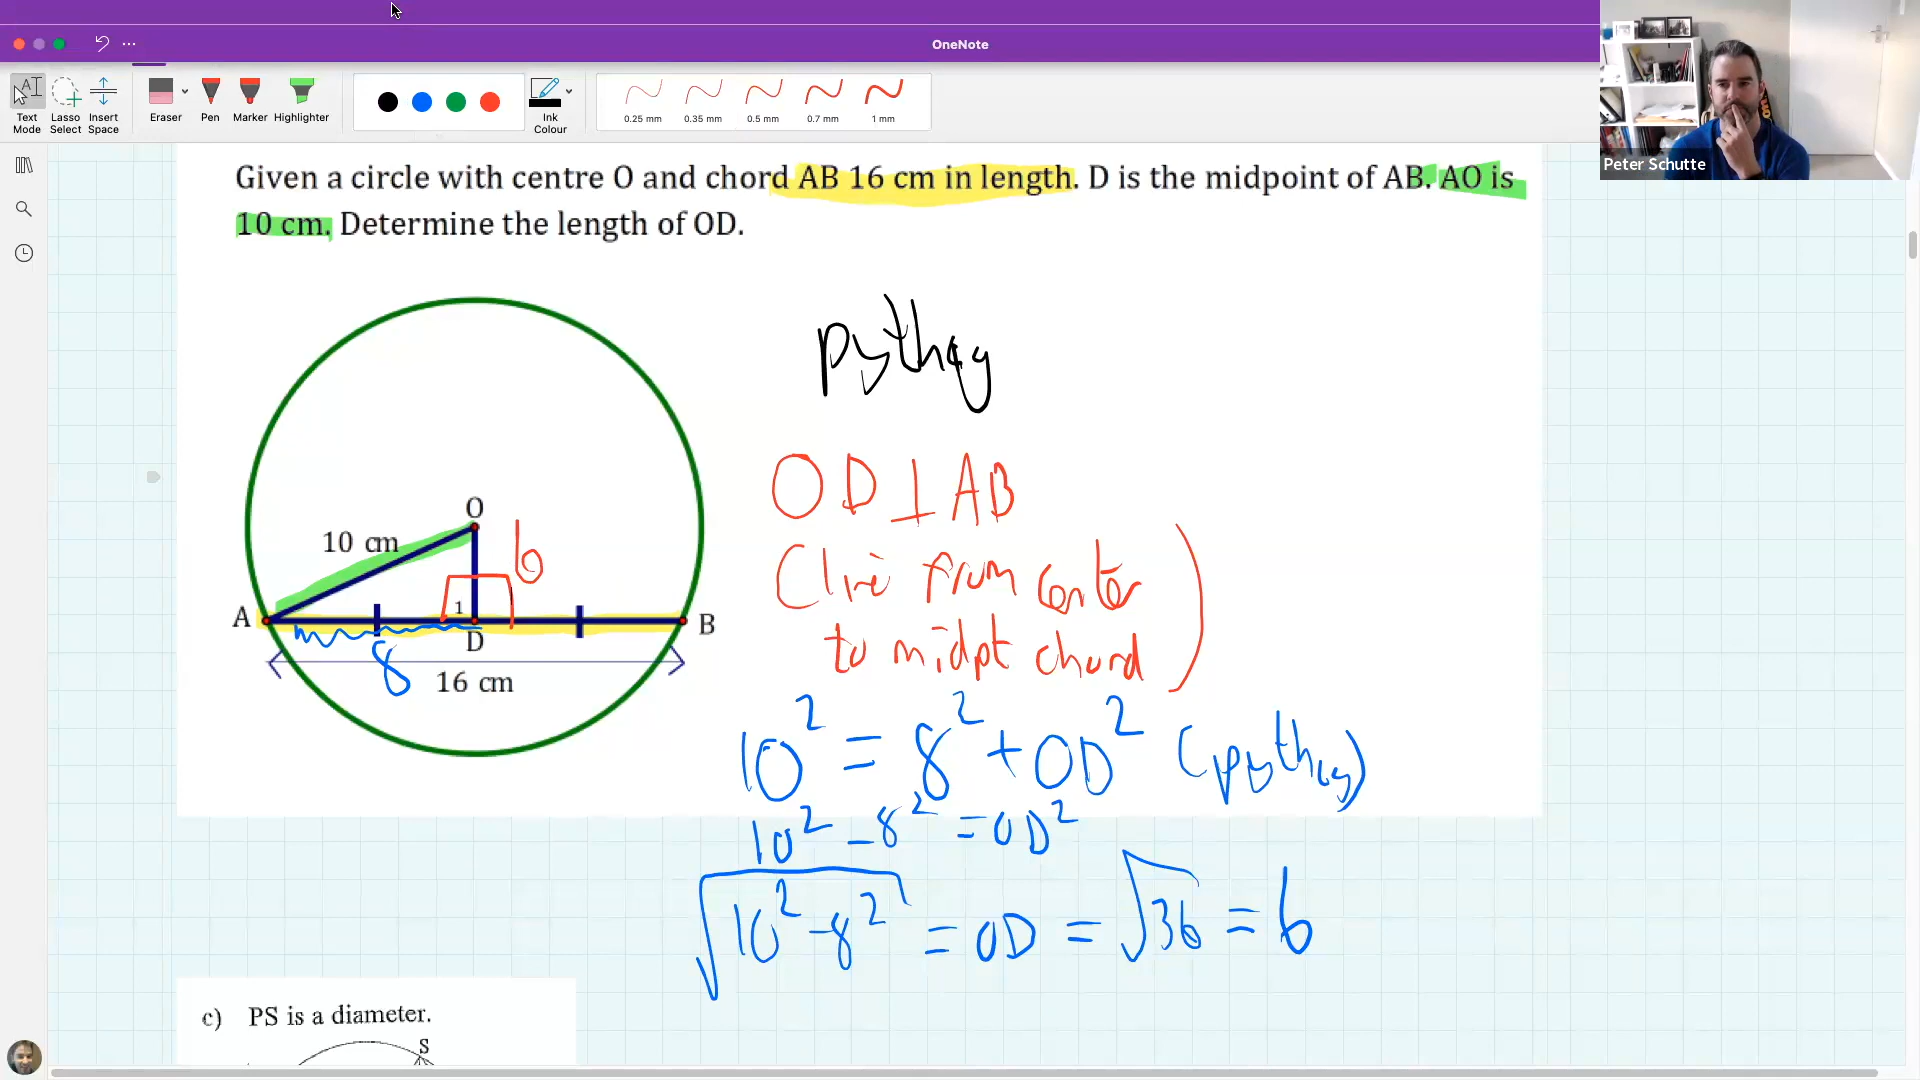 OneNote
Text Mode
Lasso Select
Insert Space
Eraser
Pen
Marker
Highlighter
Ink Colour
0.25 mm
0.35 mm
0.5 mm
0.7 mm
1 mm
Peter Schutte
Given a circle with centre O and chord AB 16 cm in length. D is the midpoint of AB. AO is
10 cm. Determine the length of OD.
pythag
O
10 cm
6
A
1
D
B
8
16 cm
OD ⊥ AB
(line from center
to midpt chord)
10² = 8² + OD² (pythag)
10² - 8² = OD²
√10² - 8² = OD = √36 = 6
c) PS is a diameter.
S